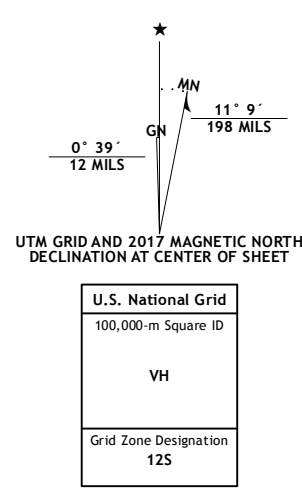 ★
MN
11° 9´
198 MILS
GN
0° 39´
12 MILS
UTM GRID AND 2017 MAGNETIC NORTH
DECLINATION AT CENTER OF SHEET
U.S. National Grid
100,000-m Square ID
VH
Grid Zone Designation
12S